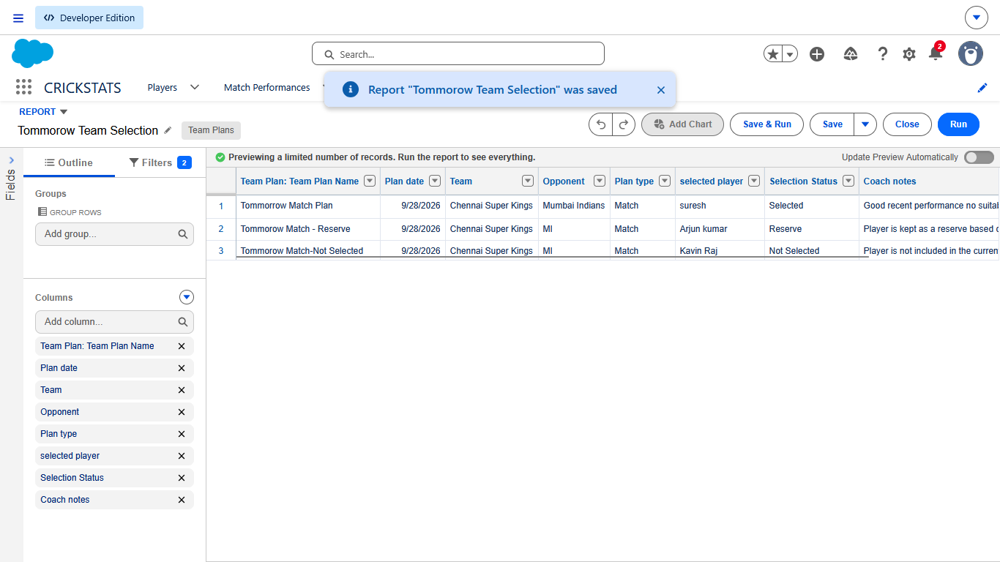 Developer Edition
Search...
2
CRICKSTATS
Players
Match Performances
Report "Tommorow Team Selection" was saved
REPORT
Tommorow Team Selection
Team Plans
Add Chart
Save & Run
Save
Close
Run
Fields
Outline
Filters 2
Previewing a limited number of records. Run the report to see everything.
Update Preview Automatically
Groups
GROUP ROWS
Add group...
Columns
Add column...
Team Plan: Team Plan Name
Plan date
Team
Opponent
Plan type
selected player
Selection Status
Coach notes
Team Plan: Team Plan Name Plan date Team Opponent Plan type selected player Selection Status Coach notes
1 Tommorrow Match Plan 9/28/2026 Chennai Super Kings Mumbai Indians Match suresh Selected Good recent performance no suital
2 Tommorow Match - Reserve 9/28/2026 Chennai Super Kings MI Match Arjun kumar Reserve Player is kept as a reserve based
3 Tommorow Match-Not Selected 9/28/2026 Chennai Super Kings MI Match Kavin Raj Not Selected Player is not included in the curren